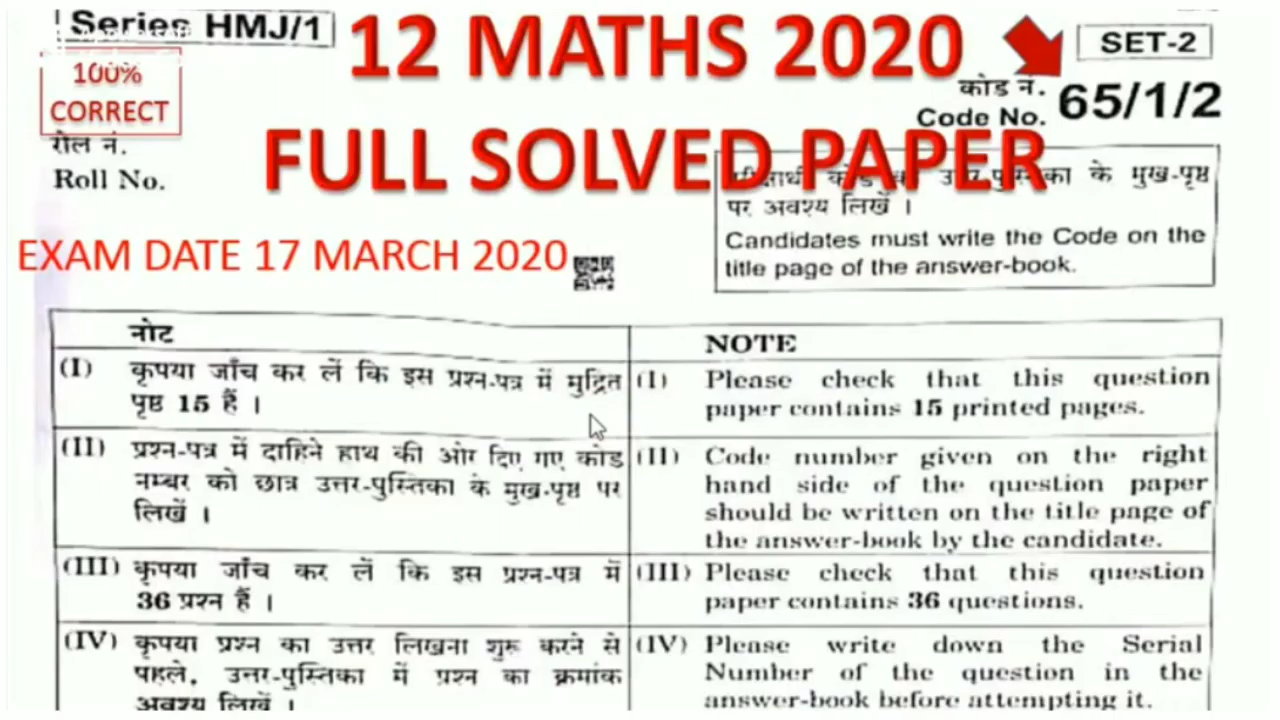 Series HMJ/1
12 MATHS 2020
SET-2
100%
CORRECT
कोड नं.
Code No. 65/1/2
रोल नं.
Roll No.
FULL SOLVED PAPER
परीक्षार्थी कोड उत्तर-पुस्तिका के मुख-पृष्ठ
पर अवश्य लिखें ।
Candidates must write the Code on the
title page of the answer-book.
EXAM DATE 17 MARCH 2020
नोट
(I) कृपया जाँच कर लें कि इस प्रश्न-पत्र में मुद्रित
पृष्ठ 15 हैं ।
(II) प्रश्न-पत्र में दाहिने हाथ की ओर दिए गए कोड
नम्बर को छात्र उत्तर-पुस्तिका के मुख-पृष्ठ पर
लिखें ।
(III) कृपया जाँच कर लें कि इस प्रश्न-पत्र में
36 प्रश्न हैं ।
(IV) कृपया प्रश्न का उत्तर लिखना शुरू करने से
पहले, उत्तर-पुस्तिका में प्रश्न का क्रमांक
अवश्य लिखें ।
NOTE
(I) Please check that this question
paper contains 15 printed pages.
(II) Code number given on the right
hand side of the question paper
should be written on the title page of
the answer-book by the candidate.
(III) Please check that this question
paper contains 36 questions.
(IV) Please write down the Serial
Number of the question in the
answer-book before attempting it.